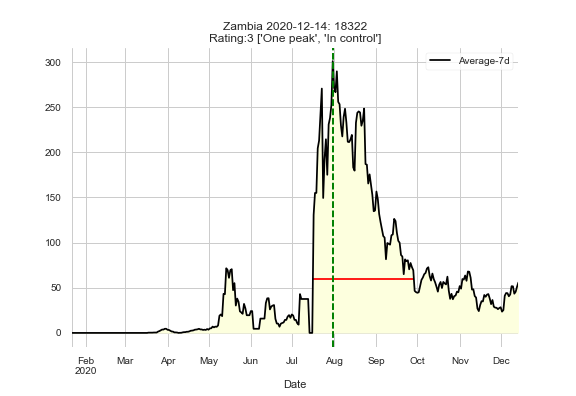 Zambia 2020-12-14: 18322
Rating:3 ['One peak', 'In control']
Average-7d
300
250
200
150
100
50
0
Feb Mar Apr May Jun Jul Aug Sep Oct Nov Dec
2020
Date